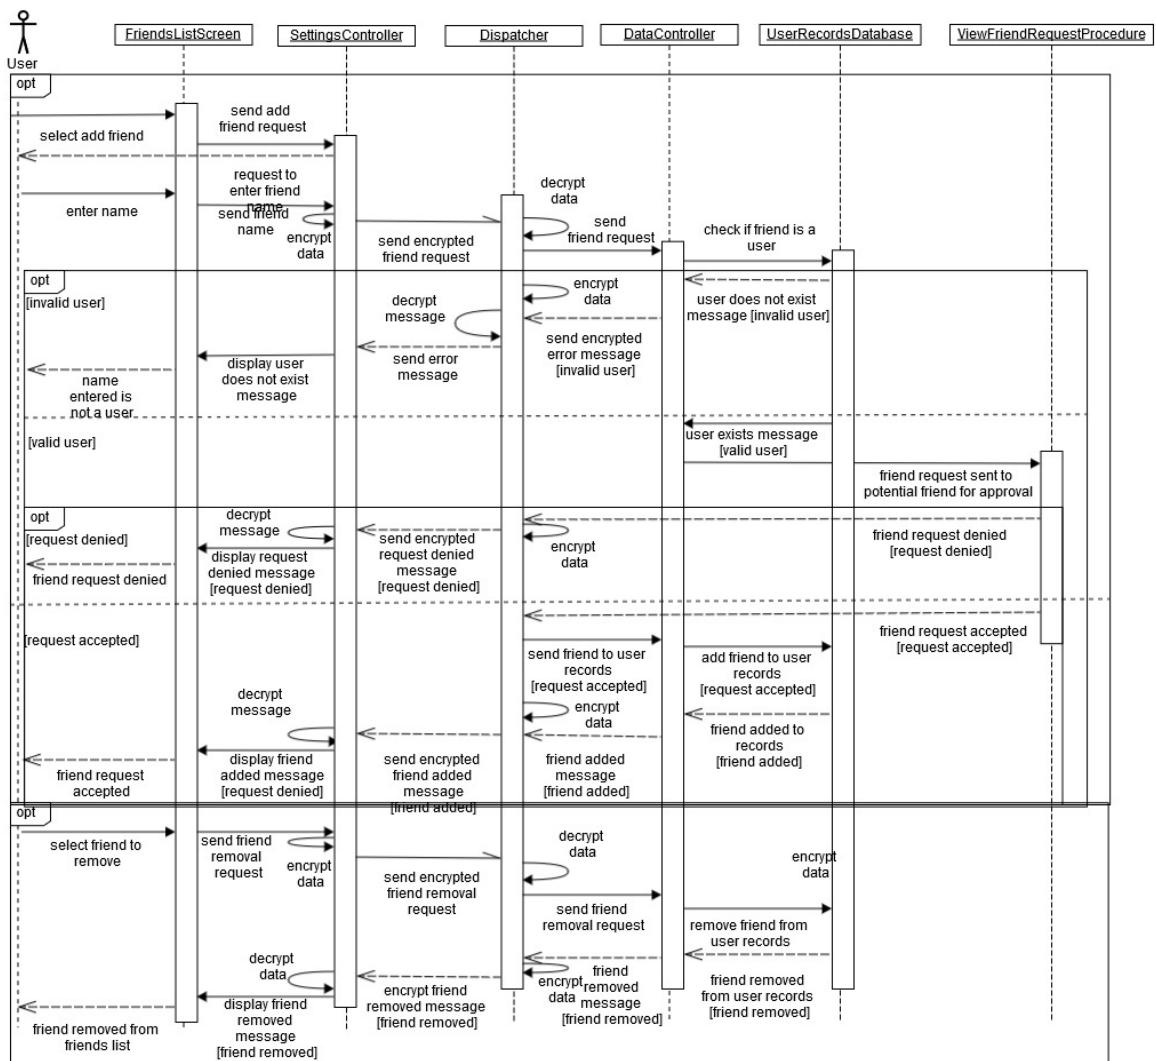 FriendsListScreen
SettingsController
Dispatcher
DataController
UserRecordsDatabase
ViewFriendRequestProcedure
User
opt
send add
friend request
select add friend
request to
enter friend
name
enter name
send friend
name
encrypt
data
send encrypted
friend request
decrypt
data
send
friend request
check if friend is a
user
opt
[invalid user]
user does not exist
message [invalid user]
encrypt
data
decrypt
message
send encrypted
error message
[invalid user]
send error
message
display user
does not exist
message
name
entered is
not a user
[valid user]
user exists message
[valid user]
friend request sent to
potential friend for approval
opt
[request denied]
friend request denied
[request denied]
encrypt
data
decrypt
message
send encrypted
request denied
message
[request denied]
display request
denied message
[request denied]
friend request denied
[request accepted]
friend request accepted
[request accepted]
send friend to user
records
[request accepted]
add friend to user
records
[request accepted]
encrypt
data
friend added to
records
[friend added]
decrypt
message
friend added
message
[friend added]
send encrypted
friend added
message
[friend added]
display friend
added message
[request denied]
friend request
accepted
opt
select friend to
remove
send friend
removal
request
encrypt
data
send encrypted
friend removal
request
decrypt
data
send friend
removal request
encrypt
data
remove friend from
user records
friend removed
from user records
[friend removed]
friend
removed
message
[friend removed]
encrypt
data
encrypt friend
removed message
[friend removed]
decrypt
data
display friend
removed
message
[friend removed]
friend removed from
friends list